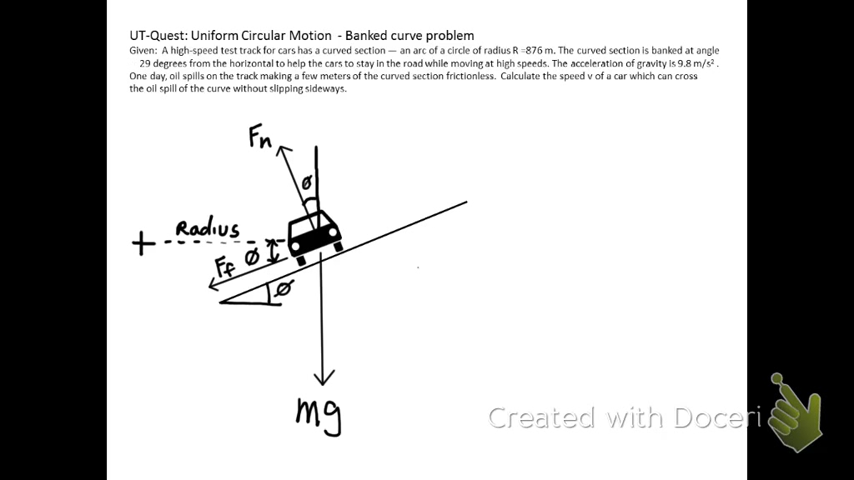 UT-Quest: Uniform Circular Motion  - Banked curve problem
Given:  A high-speed test track for cars has a curved section — an arc of a circle of radius R =876 m. The curved section is banked at angle
29 degrees from the horizontal to help the cars to stay in the road while moving at high speeds. The acceleration of gravity is 9.8 m/s² .
One day, oil spills on the track making a few meters of the curved section frictionless.  Calculate the speed v of a car which can cross
the oil spill of the curve without slipping sideways.
Fn
ø
Radius
+
Ff ø
ø
mg
Created with Doceri